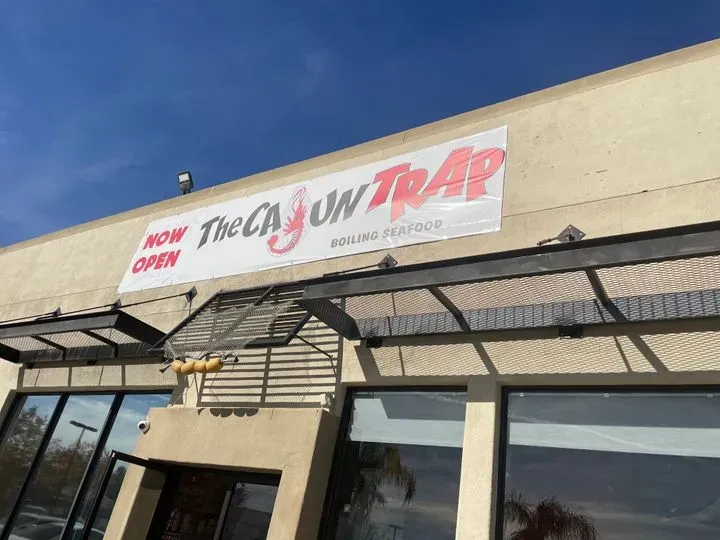 NOW
OPEN
THE CAJUN TRAP
BOILING SEAFOOD